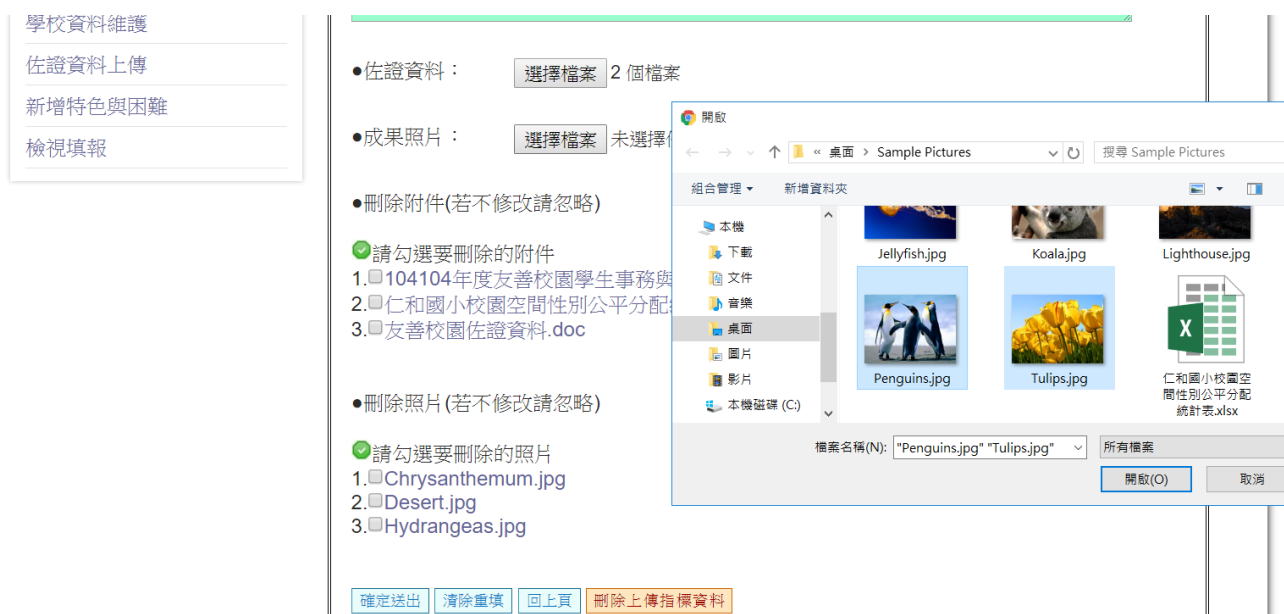 學校資料維護
佐證資料上傳
新增特色與困難
檢視填報
●佐證資料： 選擇檔案 2 個檔案
●成果照片： 選擇檔案 未選擇
●刪除附件(若不修改請忽略)
請勾選要刪除的附件
1. 104104年度友善校園學生事務與
2. 仁和國小校園空間性別公平分配
3. 友善校園佐證資料.doc
●刪除照片(若不修改請忽略)
請勾選要刪除的照片
1. Chrysanthemum.jpg
2. Desert.jpg
3. Hydrangeas.jpg
確定送出 清除重填 回上頁 刪除上傳指標資料
開啟
« 桌面 > Sample Pictures
搜尋 Sample Pictures
組合管理 新增資料夾
本機
下載
文件
音樂
桌面
圖片
影片
本機磁碟 (C:)
Jellyfish.jpg Koala.jpg Lighthouse.jpg
Penguins.jpg Tulips.jpg
仁和國小校園空
間性別公平分配
統計表.xlsx
檔案名稱(N): "Penguins.jpg" "Tulips.jpg" 所有檔案
開啟(O) 取消